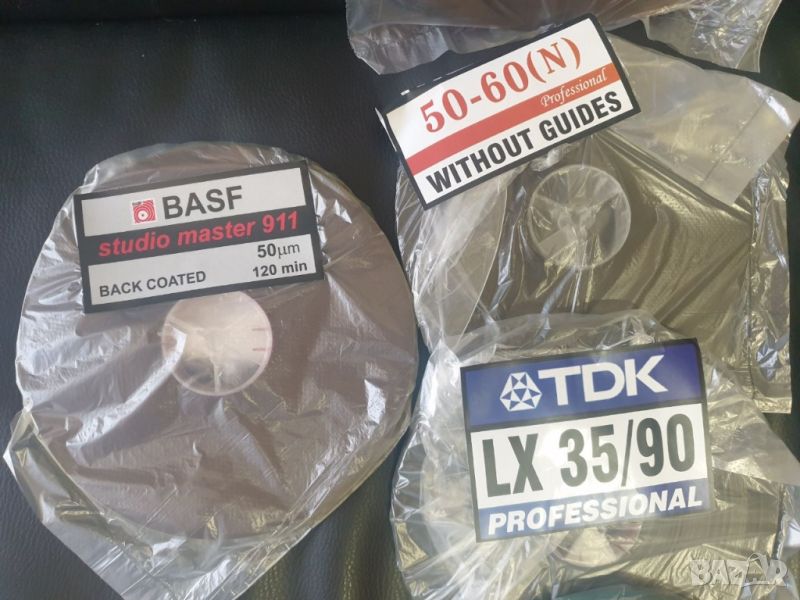 BASF
studio master 911
50μm
BACK COATED 120 min
50-60(N)
Professional
WITHOUT GUIDES
TDK
LX 35/90
PROFESSIONAL
BAZAR